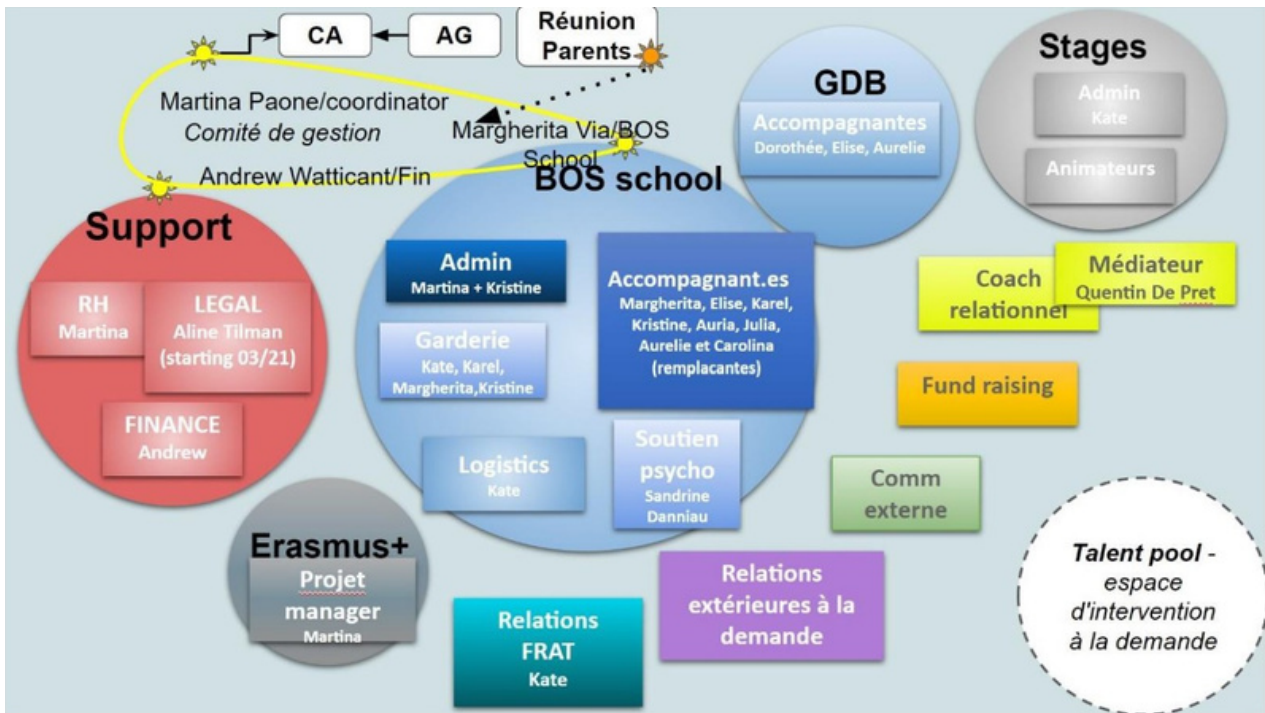 CA
AG
Réunion
Parents
Martina Paone/coordinator
Comité de gestion
Margherita Via/BOS
School
Andrew Watticant/Fin
GDB
Accompagnantes
Dorothée, Elise, Aurelie
Stages
Admin
Kate
Animateurs
Support
RH
Martina
LEGAL
Aline Tilman
(starting 03/21)
FINANCE
Andrew
BOS school
Admin
Martina + Kristine
Accompagnant.es
Margherita, Elise, Karel,
Kristine, Auria, Julia,
Aurelie et Carolina
(remplacantes)
Garderie
Kate, Karel,
Margherita,Kristine
Logistics
Kate
Soutien
psycho
Sandrine
Danniau
Coach
relationnel
Médiateur
Quentin De Pret
Fund raising
Comm
externe
Erasmus+
Projet
manager
Martina
Relations
FRAT
Kate
Relations
extérieures à la
demande
Talent pool -
espace
d'intervention
à la demande